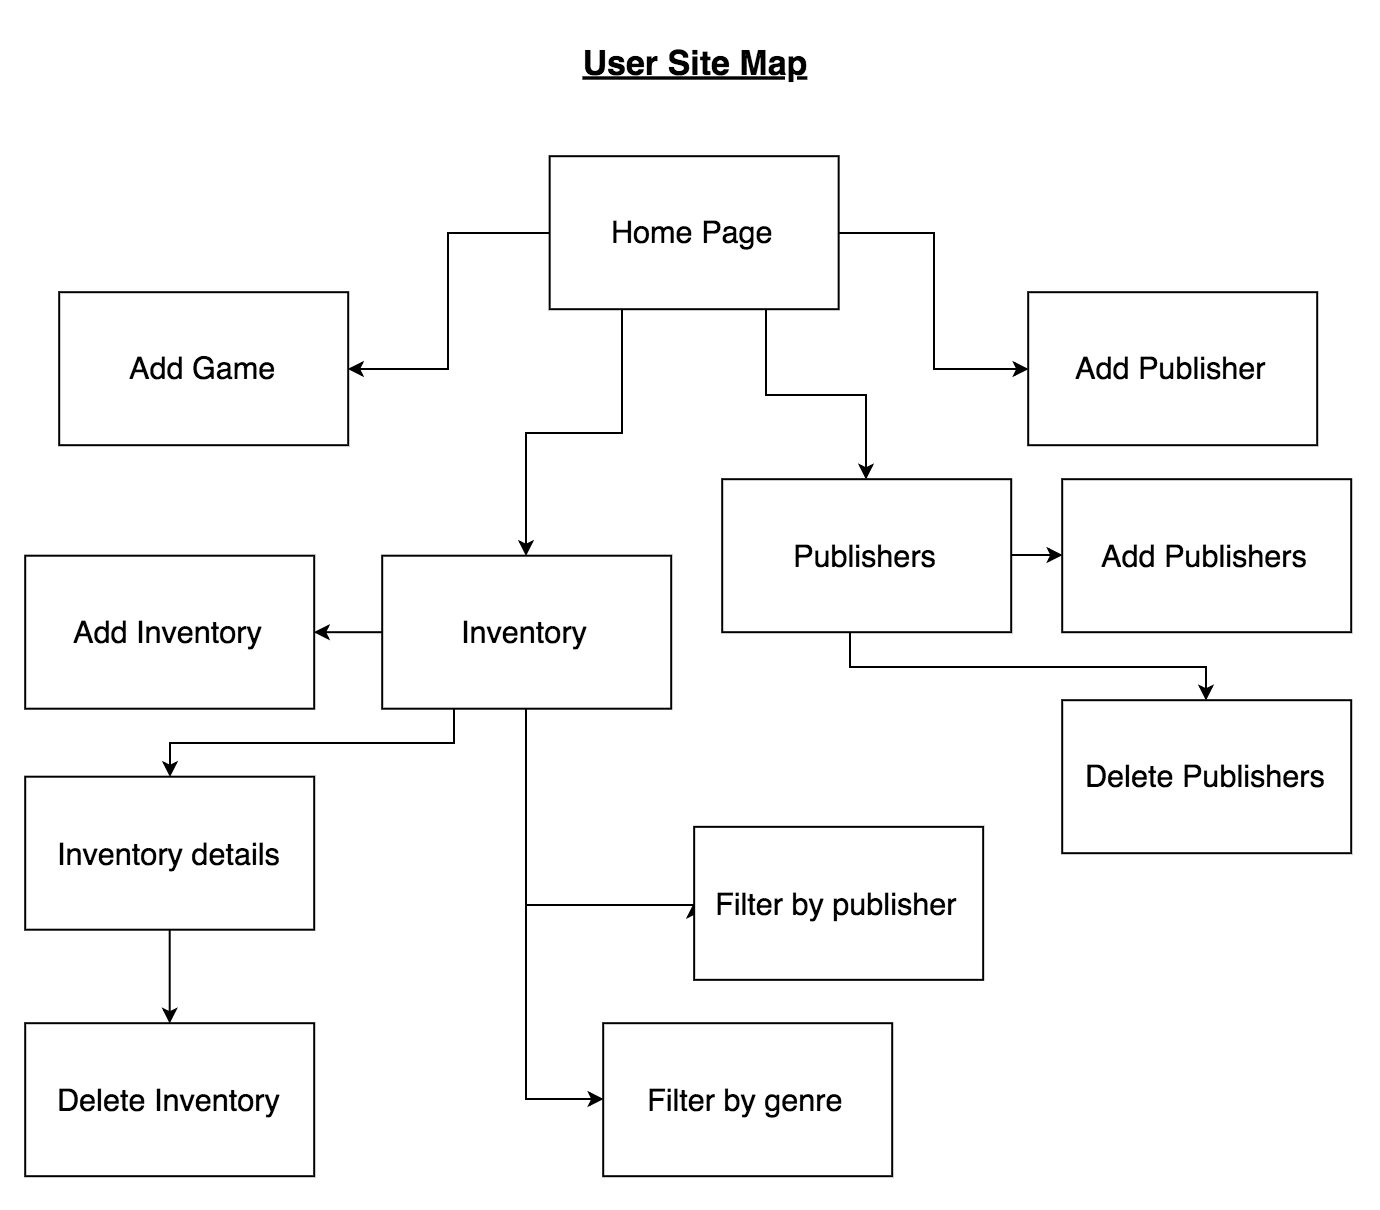 User Site Map
Home Page
Add Game
Add Publisher
Publishers
Add Publishers
Add Inventory
Inventory
Delete Publishers
Inventory details
Filter by publisher
Delete Inventory
Filter by genre